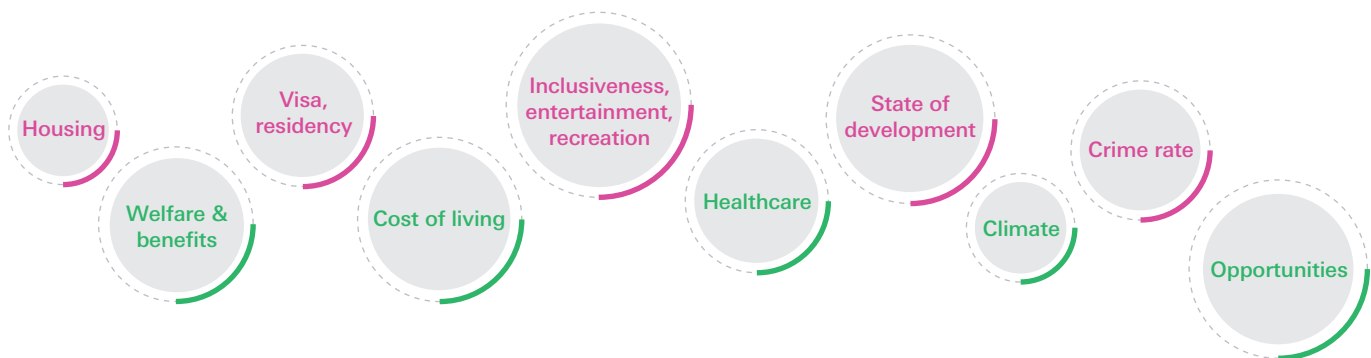 Housing
Welfare &
benefits
Visa,
residency
Cost of living
Inclusiveness,
entertainment,
recreation
Healthcare
State of
development
Climate
Crime rate
Opportunities